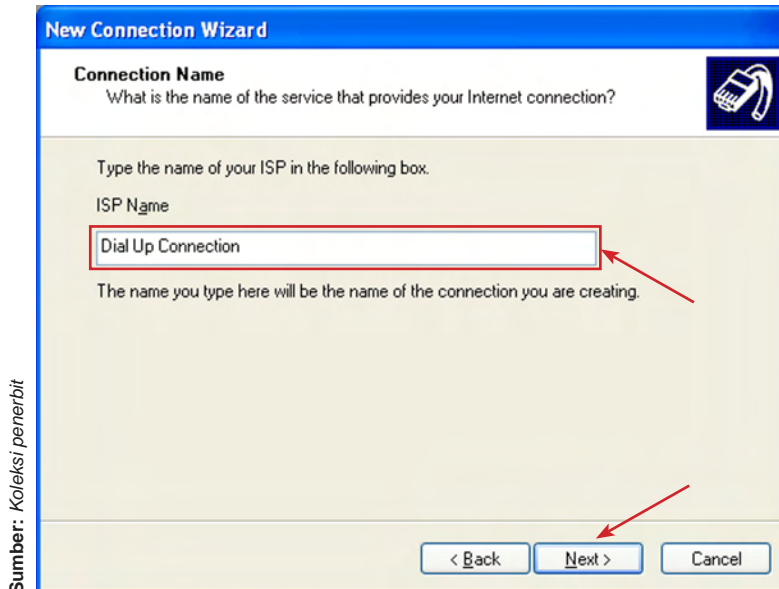 New Connection Wizard
Connection Name
What is the name of the service that provides your Internet connection?
Type the name of your ISP in the following box.
ISP Name
Dial Up Connection
The name you type here will be the name of the connection you are creating.
< Back Next > Cancel
Sumber: Koleksi penerbit